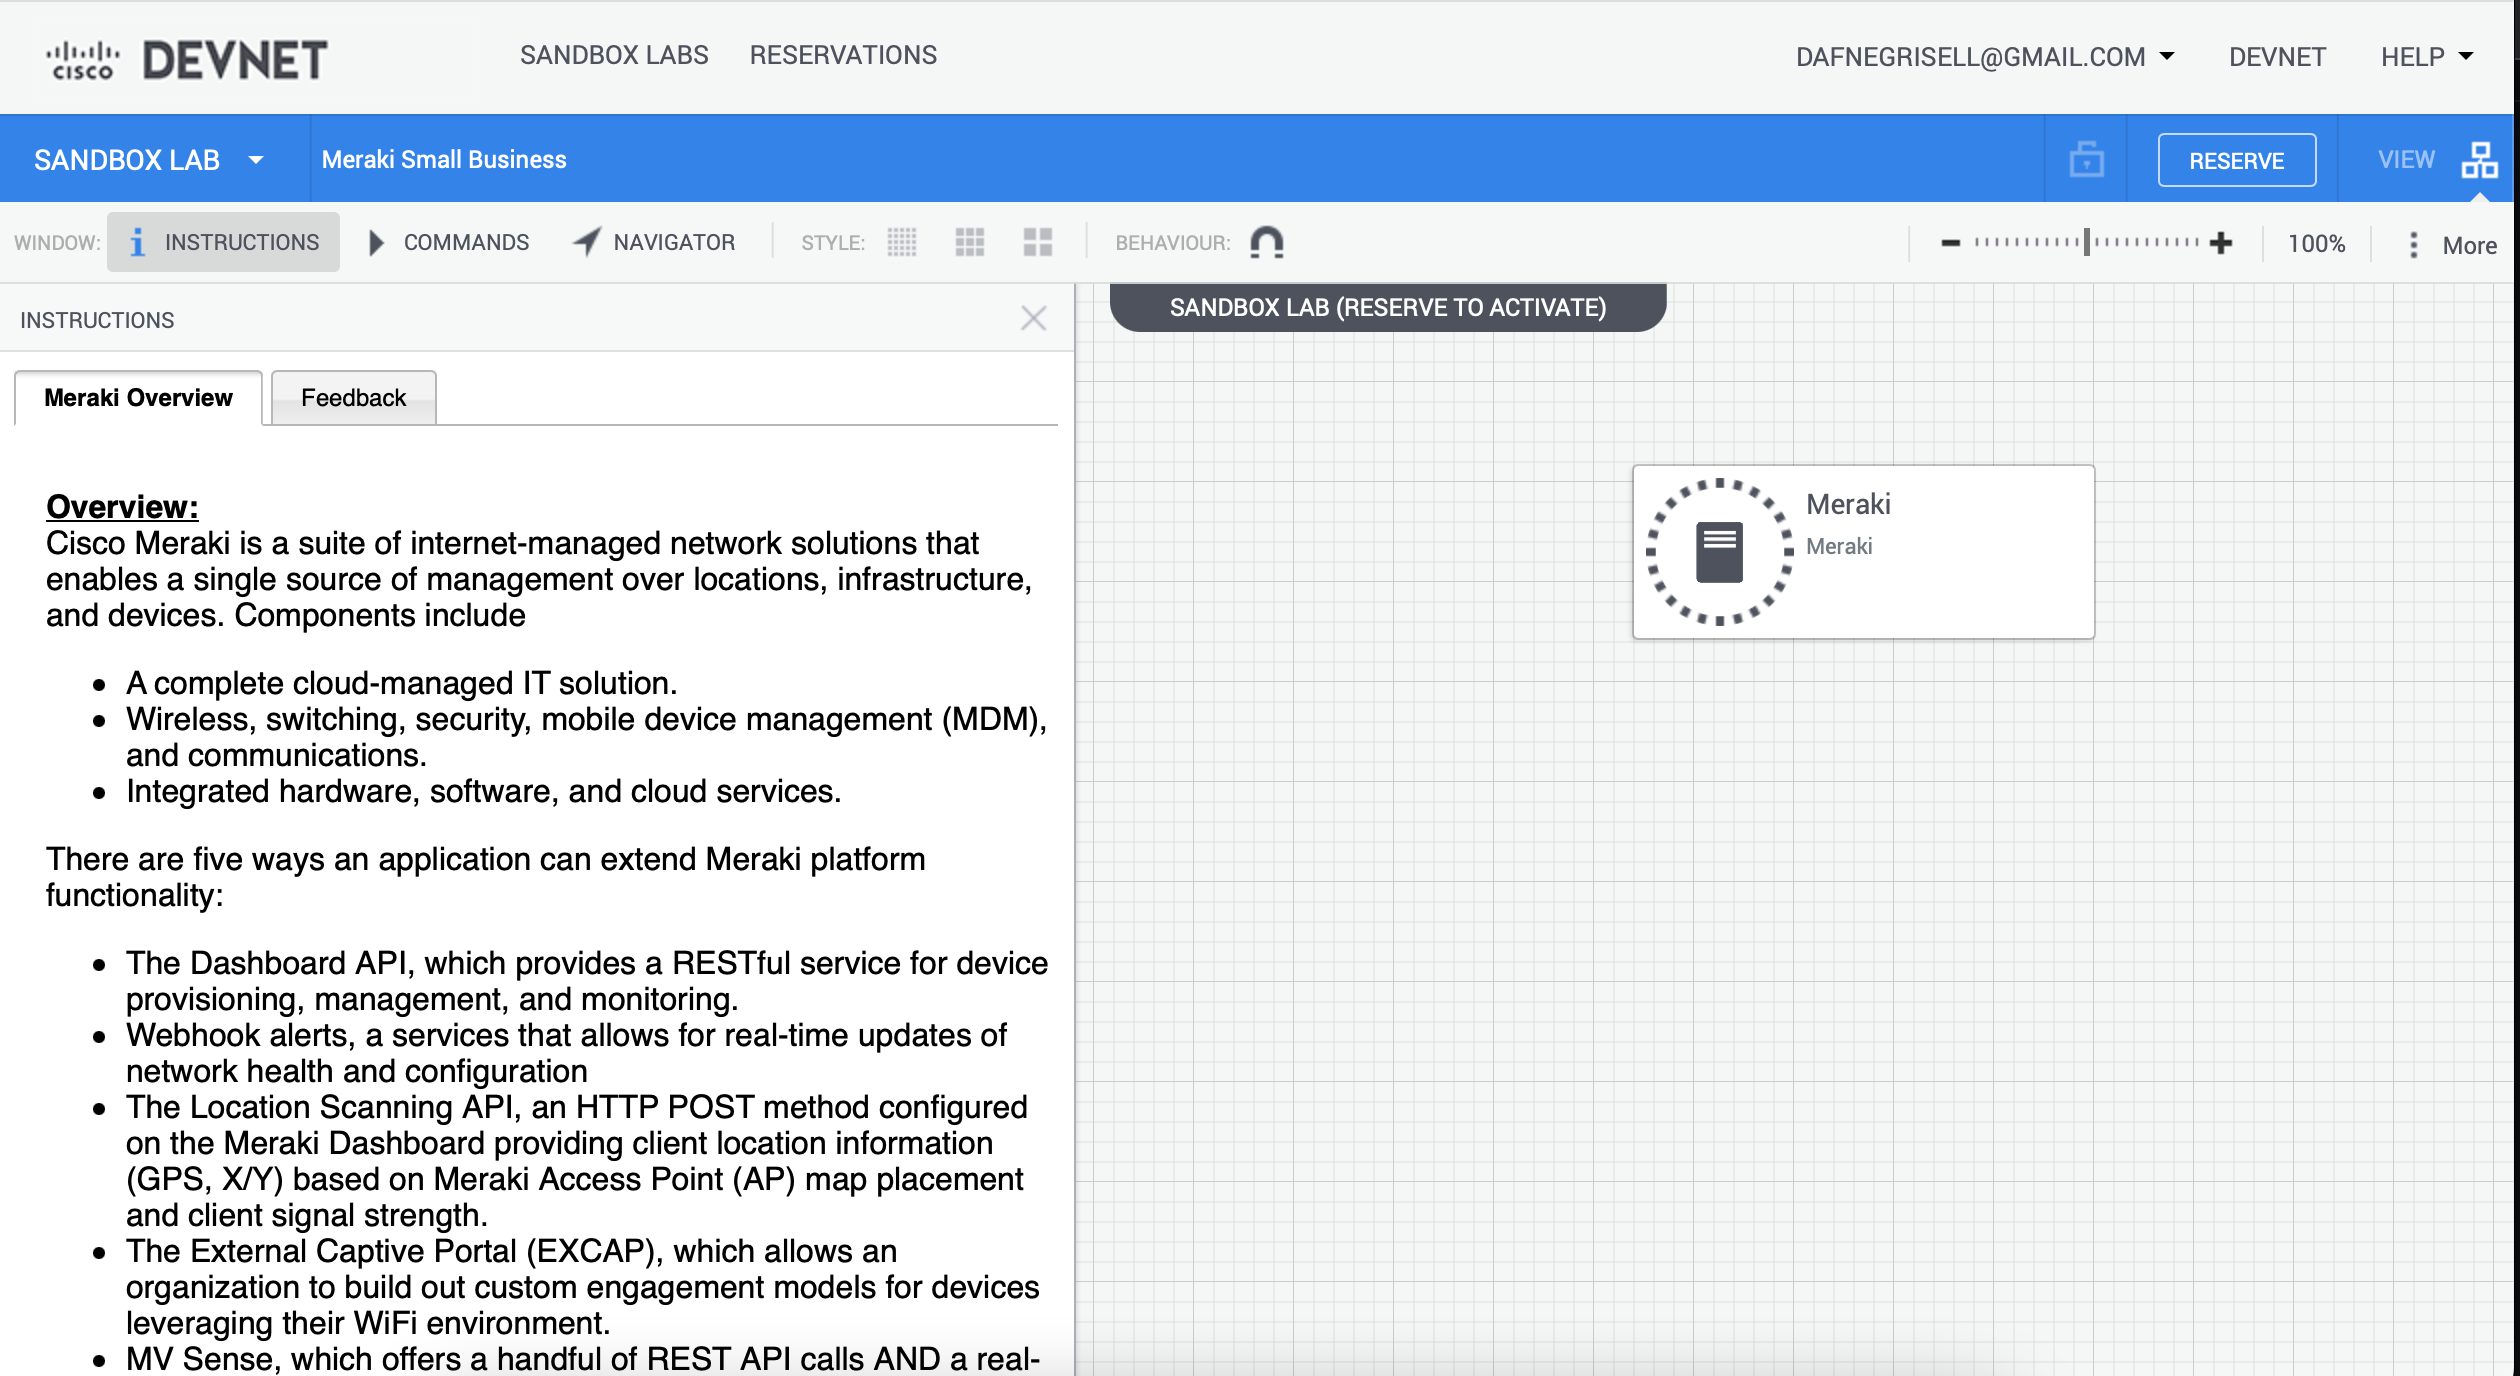 CISCO DEVNET
SANDBOX LABS RESERVATIONS
DAFNEGRISELL@GMAIL.COM DEVNET HELP
SANDBOX LAB Meraki Small Business
RESERVE VIEW
WINDOW: INSTRUCTIONS COMMANDS NAVIGATOR STYLE: BEHAVIOUR: 100% More
INSTRUCTIONS
SANDBOX LAB (RESERVE TO ACTIVATE)
Meraki Overview Feedback
Overview:
Cisco Meraki is a suite of internet-managed network solutions that
enables a single source of management over locations, infrastructure,
and devices. Components include
A complete cloud-managed IT solution.
Wireless, switching, security, mobile device management (MDM),
and communications.
Integrated hardware, software, and cloud services.
There are five ways an application can extend Meraki platform
functionality:
The Dashboard API, which provides a RESTful service for device
provisioning, management, and monitoring.
Webhook alerts, a services that allows for real-time updates of
network health and configuration
The Location Scanning API, an HTTP POST method configured
on the Meraki Dashboard providing client location information
(GPS, X/Y) based on Meraki Access Point (AP) map placement
and client signal strength.
The External Captive Portal (EXCAP), which allows an
organization to build out custom engagement models for devices
leveraging their WiFi environment.
MV Sense, which offers a handful of REST API calls AND a real-
Meraki
Meraki